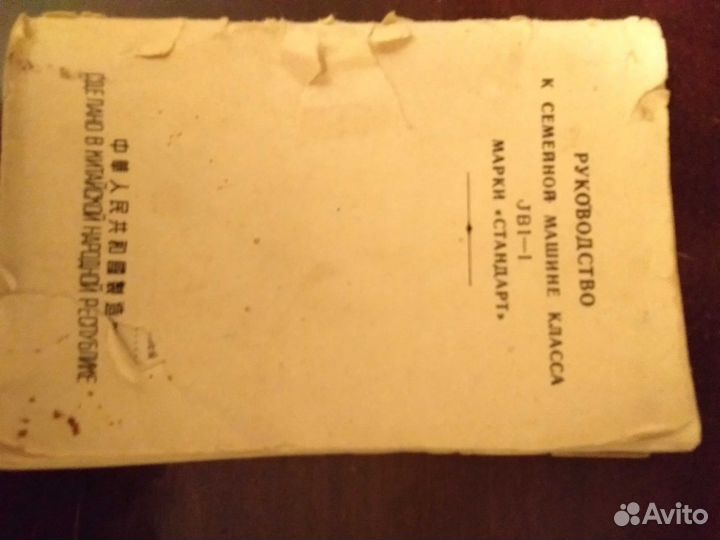 РУКОВОДСТВО
К СЕМЕЙНОЙ МАШИНЕ КЛАССА
JB1—1
МАРКИ «СТАНДАРТ»
中華人民共和國製造
СДЕЛАНО В КИТАЙСКОЙ НАРОДНОЙ РЕСПУБЛИКЕ
Avito